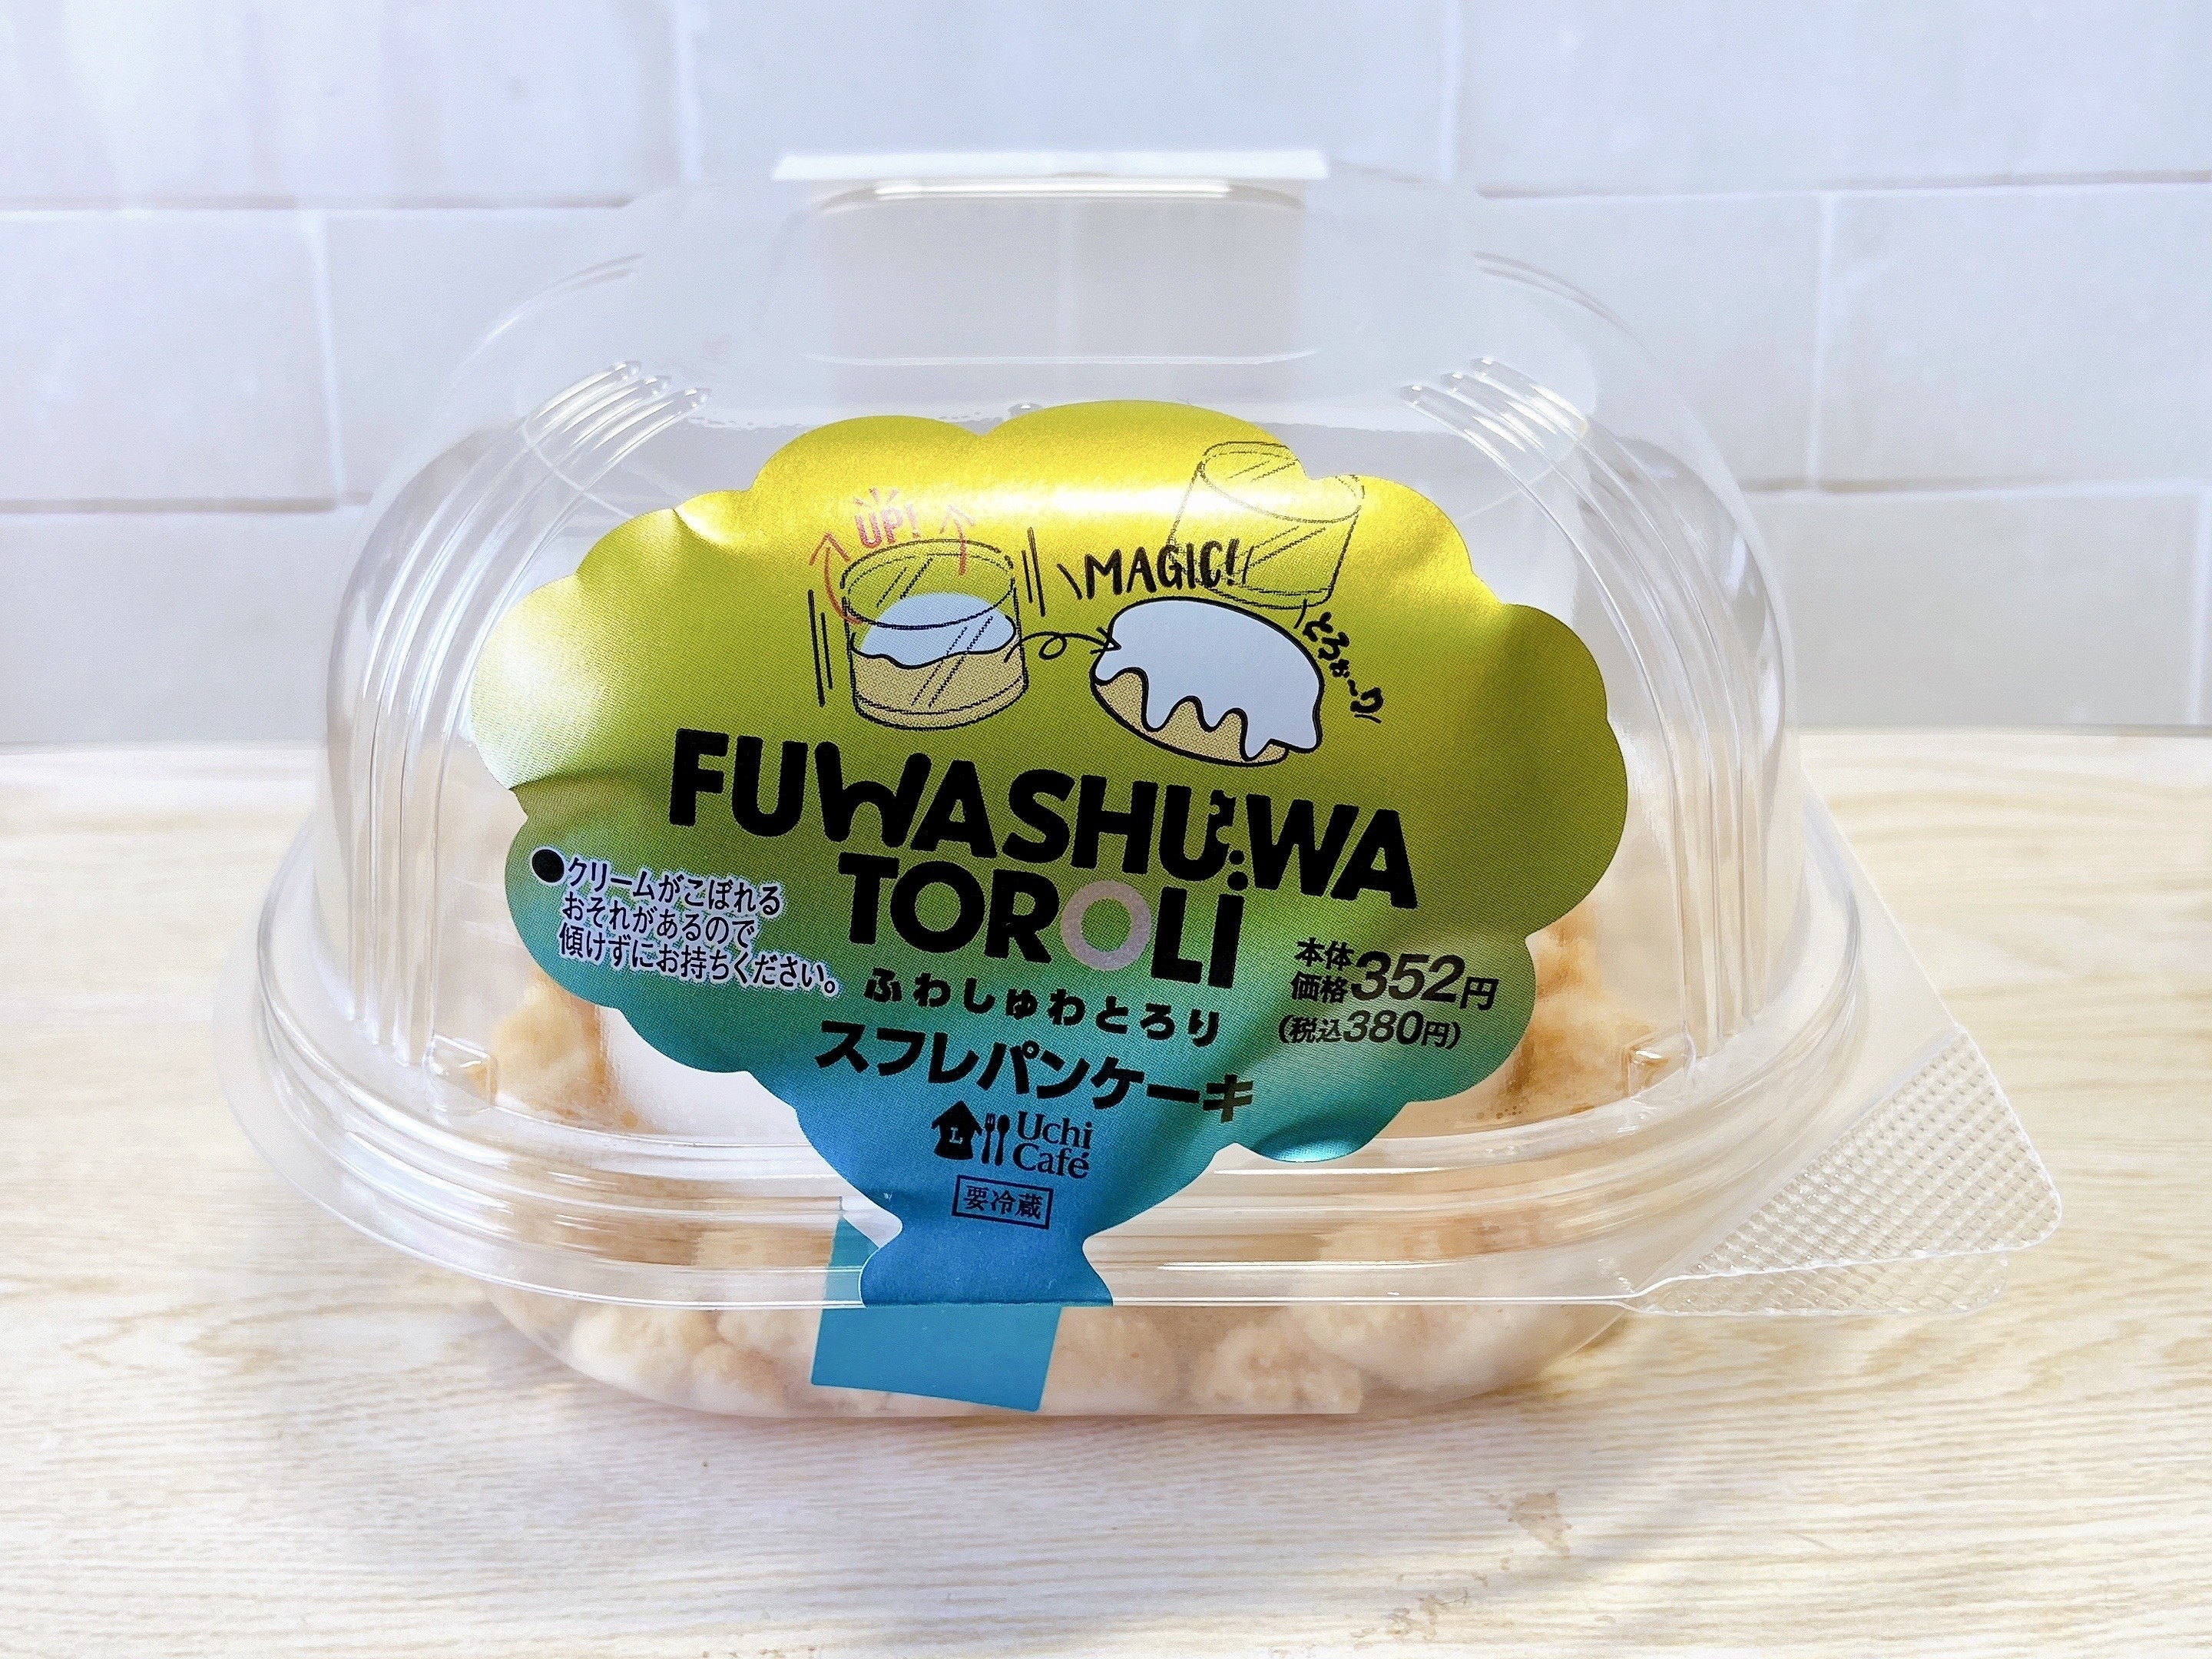 UP!
MAGIC!
とろぉ〜り
FUWASHUWA
TOROLi
●クリームがこぼれる
おそれがあるので
傾けずにお持ちください。
ふわしゅわとろり
スフレパンケーキ
本体
価格352円
(税込380円)
L
Uchi
Café
要冷蔵